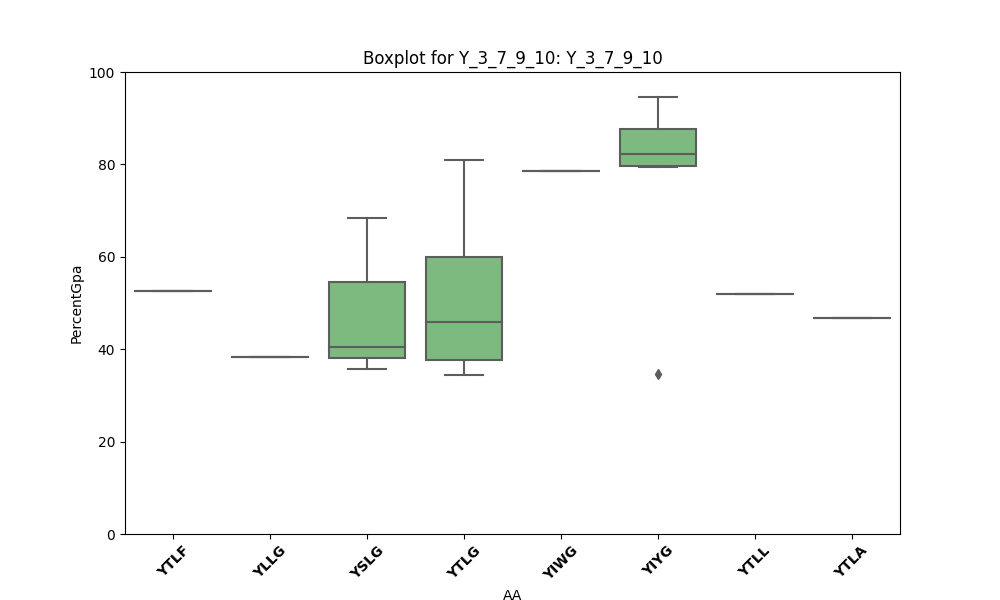 Boxplot for Y_3_7_9_10: Y_3_7_9_10
100
80
60
40
20
0
PercentGpa
YTLF
YLLG
YSLG
YTLG
YIWG
YIYG
YTLL
YTLA
AA